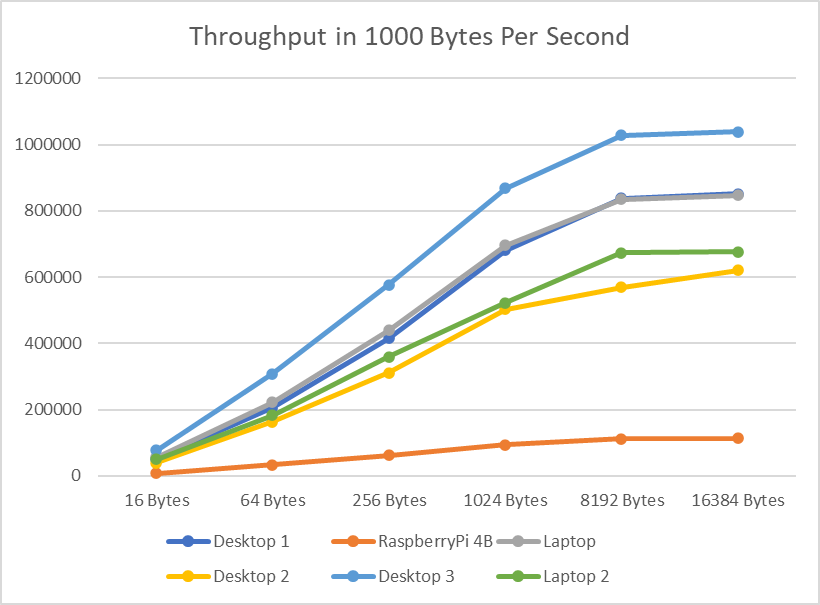 Throughput in 1000 Bytes Per Second
1200000
1000000
800000
600000
400000
200000
0
16 Bytes 64 Bytes 256 Bytes 1024 Bytes 8192 Bytes 16384 Bytes
Desktop 1 RaspberryPi 4B Laptop
Desktop 2 Desktop 3 Laptop 2